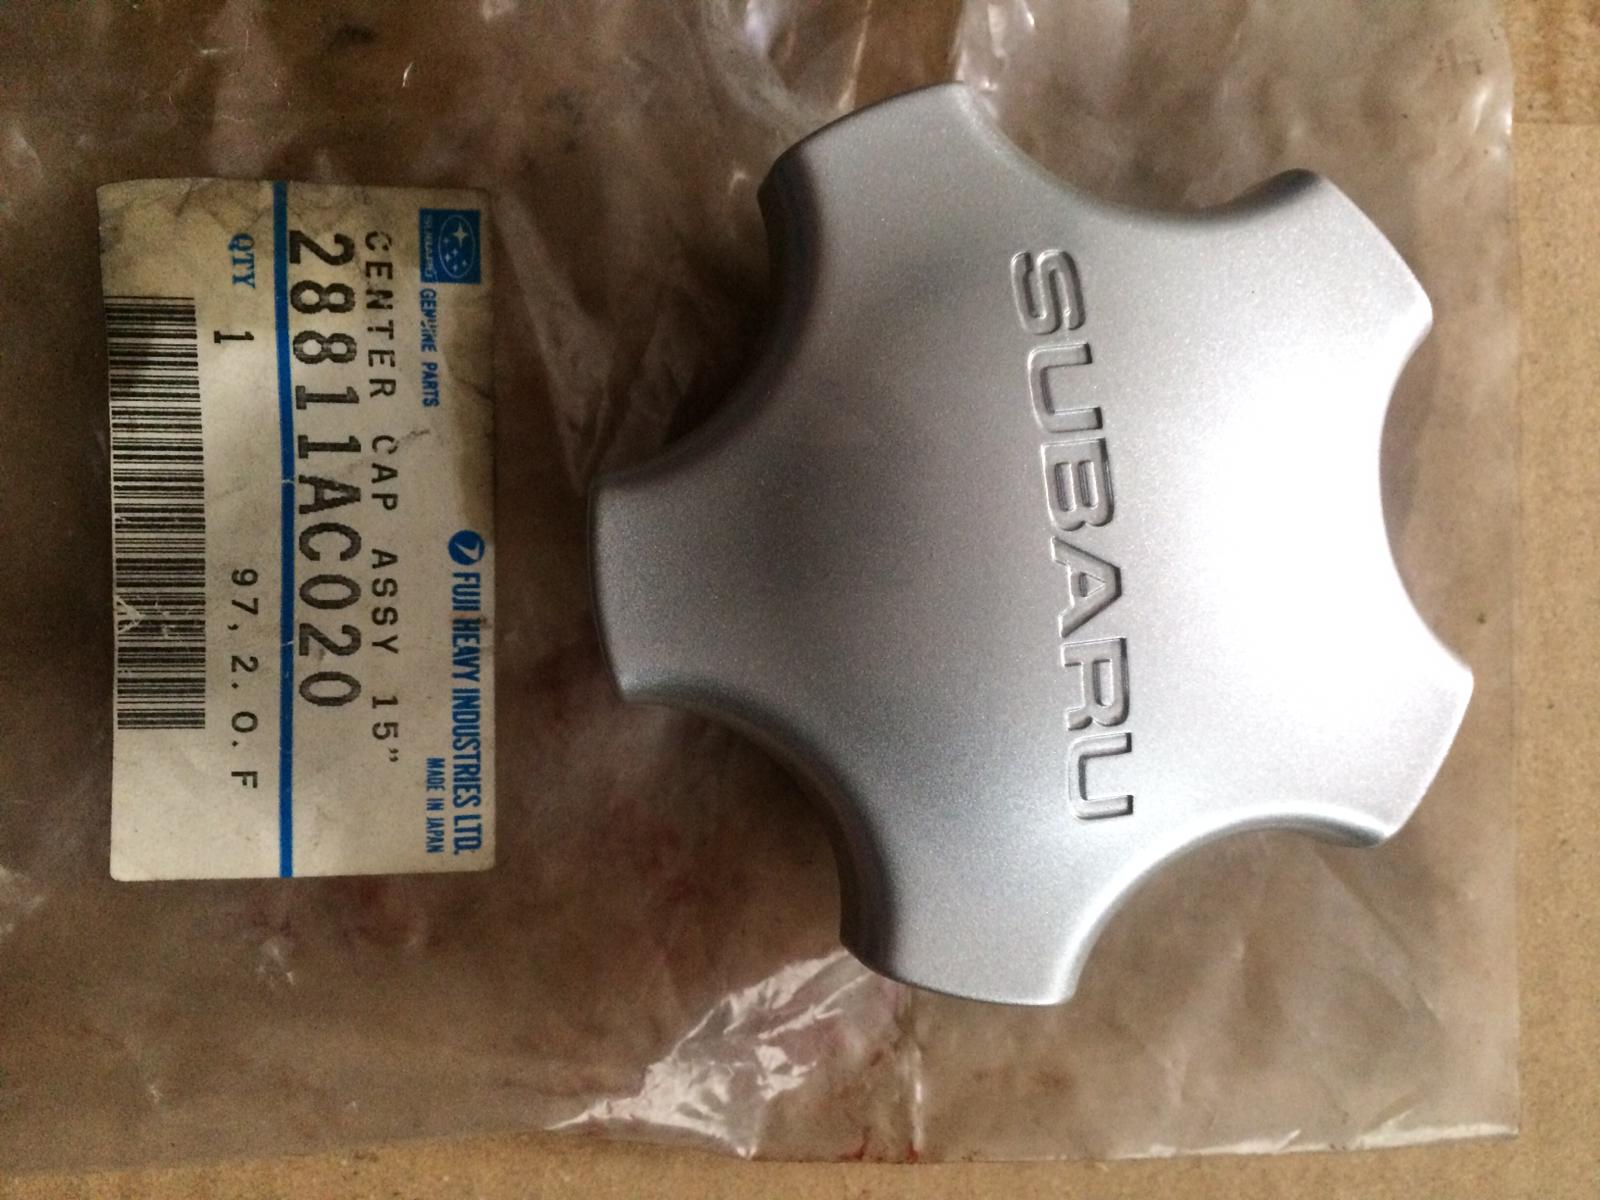 SUBARU
GENUINE PARTS
FUJI HEAVY INDUSTRIES LTD.
MADE IN JAPAN
CENTER CAP ASSY 15”
28811AC020
QTY 1
97,2.O.F
SUBARU